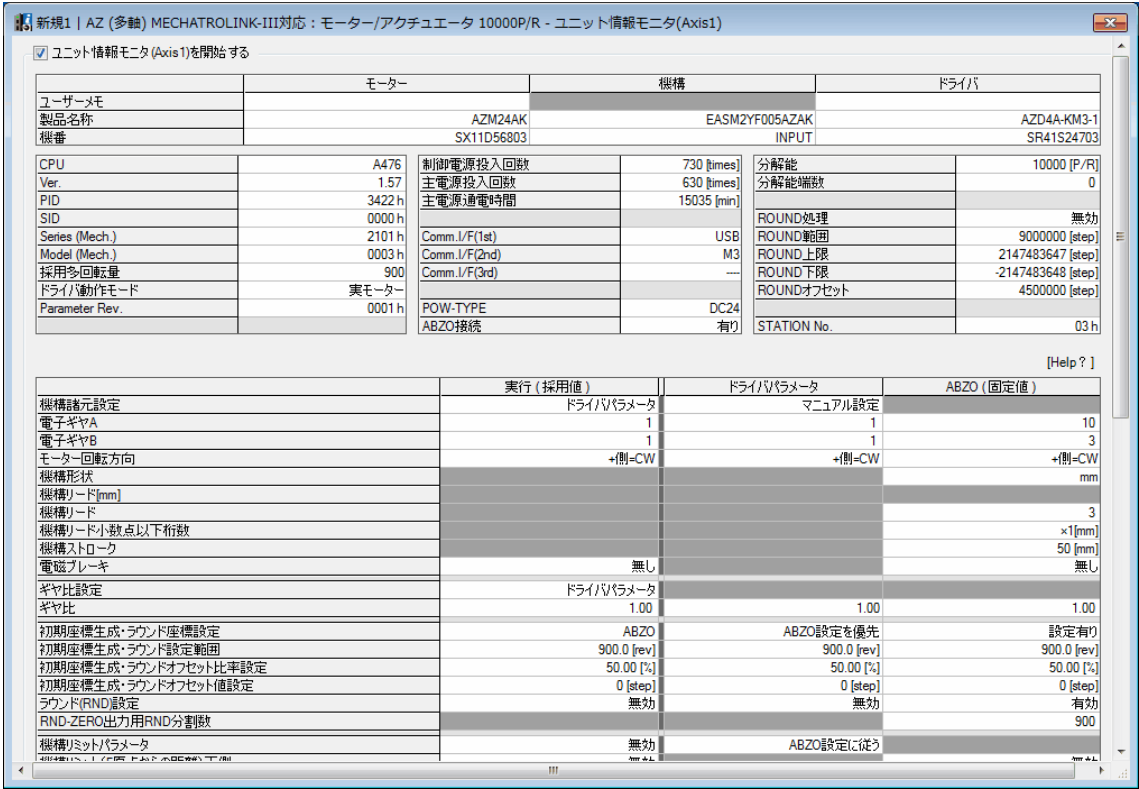 新規1 | AZ (多軸) MECHATROLINK-III対応：モーター/アクチュエータ 10000P/R - ユニット情報モニタ(Axis1)
ユニット情報モニタ(Axis1)を開始する
モーター 機構 ドライバ
ユーザーメモ
製品名称 AZM24AK EASM2YF005AZAK AZD4A-KM3-1
機番 SX11D56803 INPUT SR41S24703
CPU A476 制御電源投入回数 730 [times] 分解能 10000 [P/R]
Ver. 1.57 主電源投入回数 630 [times] 分解能端数 0
PID 3422 h 主電源通電時間 15035 [min]
SID 0000 h ROUND処理 無効
Series (Mech.) 2101 h Comm.I/F(1st) USB ROUND範囲 9000000 [step]
Model (Mech.) 0003 h Comm.I/F(2nd) M3 ROUND上限 2147483647 [step]
採用多回転量 900 Comm.I/F(3rd) ---- ROUND下限 -2147483648 [step]
ドライバ動作モード 実モーター ROUNDオフセット 4500000 [step]
Parameter Rev. 0001 h POW-TYPE DC24
ABZO接続 有り STATION No. 03 h
[Help ? ]
実行 ( 採用値 ) ドライバパラメータ ABZO ( 固定値 )
機構諸元設定 ドライバパラメータ マニュアル設定
電子ギヤA 1 1 10
電子ギヤB 1 1 3
モーター回転方向 +側=CW +側=CW +側=CW
機構形状 mm
機構リード[mm]
機構リード 3
機構リード小数点以下桁数 ×1[mm]
機構ストローク 50 [mm]
電磁ブレーキ 無し 無し
ギヤ比設定 ドライバパラメータ
ギヤ比 1.00 1.00 1.00
初期座標生成・ラウンド座標設定 ABZO ABZO設定を優先 設定有り
初期座標生成・ラウンド設定範囲 900.0 [rev] 900.0 [rev] 900.0 [rev]
初期座標生成・ラウンドオフセット比率設定 50.00 [%] 50.00 [%] 50.00 [%]
初期座標生成・ラウンドオフセット値設定 0 [step] 0 [step] 0 [step]
ラウンド(RND)設定 無効 無効 有効
RND-ZERO出力用RND分割数 900
機構リミットパラメータ 無効 ABZO設定に従う